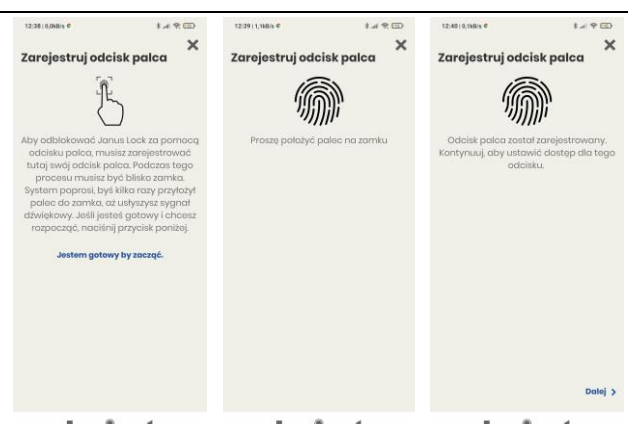 12:38 | 0,0kB/s
Zarejestruj odcisk palca
Aby odblokować Janus Lock za pomocą
odcisku palca, musisz zarejestrować
tutaj swój odcisk palca. Podczas tego
procesu musisz być blisko zamka.
System poprosi, byś kilka razy przyłożył
palec do zamka, aż usłyszysz sygnał
dźwiękowy. Jeśli jesteś gotowy i chcesz
rozpocząć, naciśnij przycisk poniżej.
Jestem gotowy by zacząć.
12:39 | 1,1kB/s
Zarejestruj odcisk palca
Proszę położyć palec na zamku
12:40 | 0,1kB/s
Zarejestruj odcisk palca
Odcisk palca został zarejestrowany.
Kontynuuj, aby ustawić dostęp dla tego
odcisku.
Dalej >